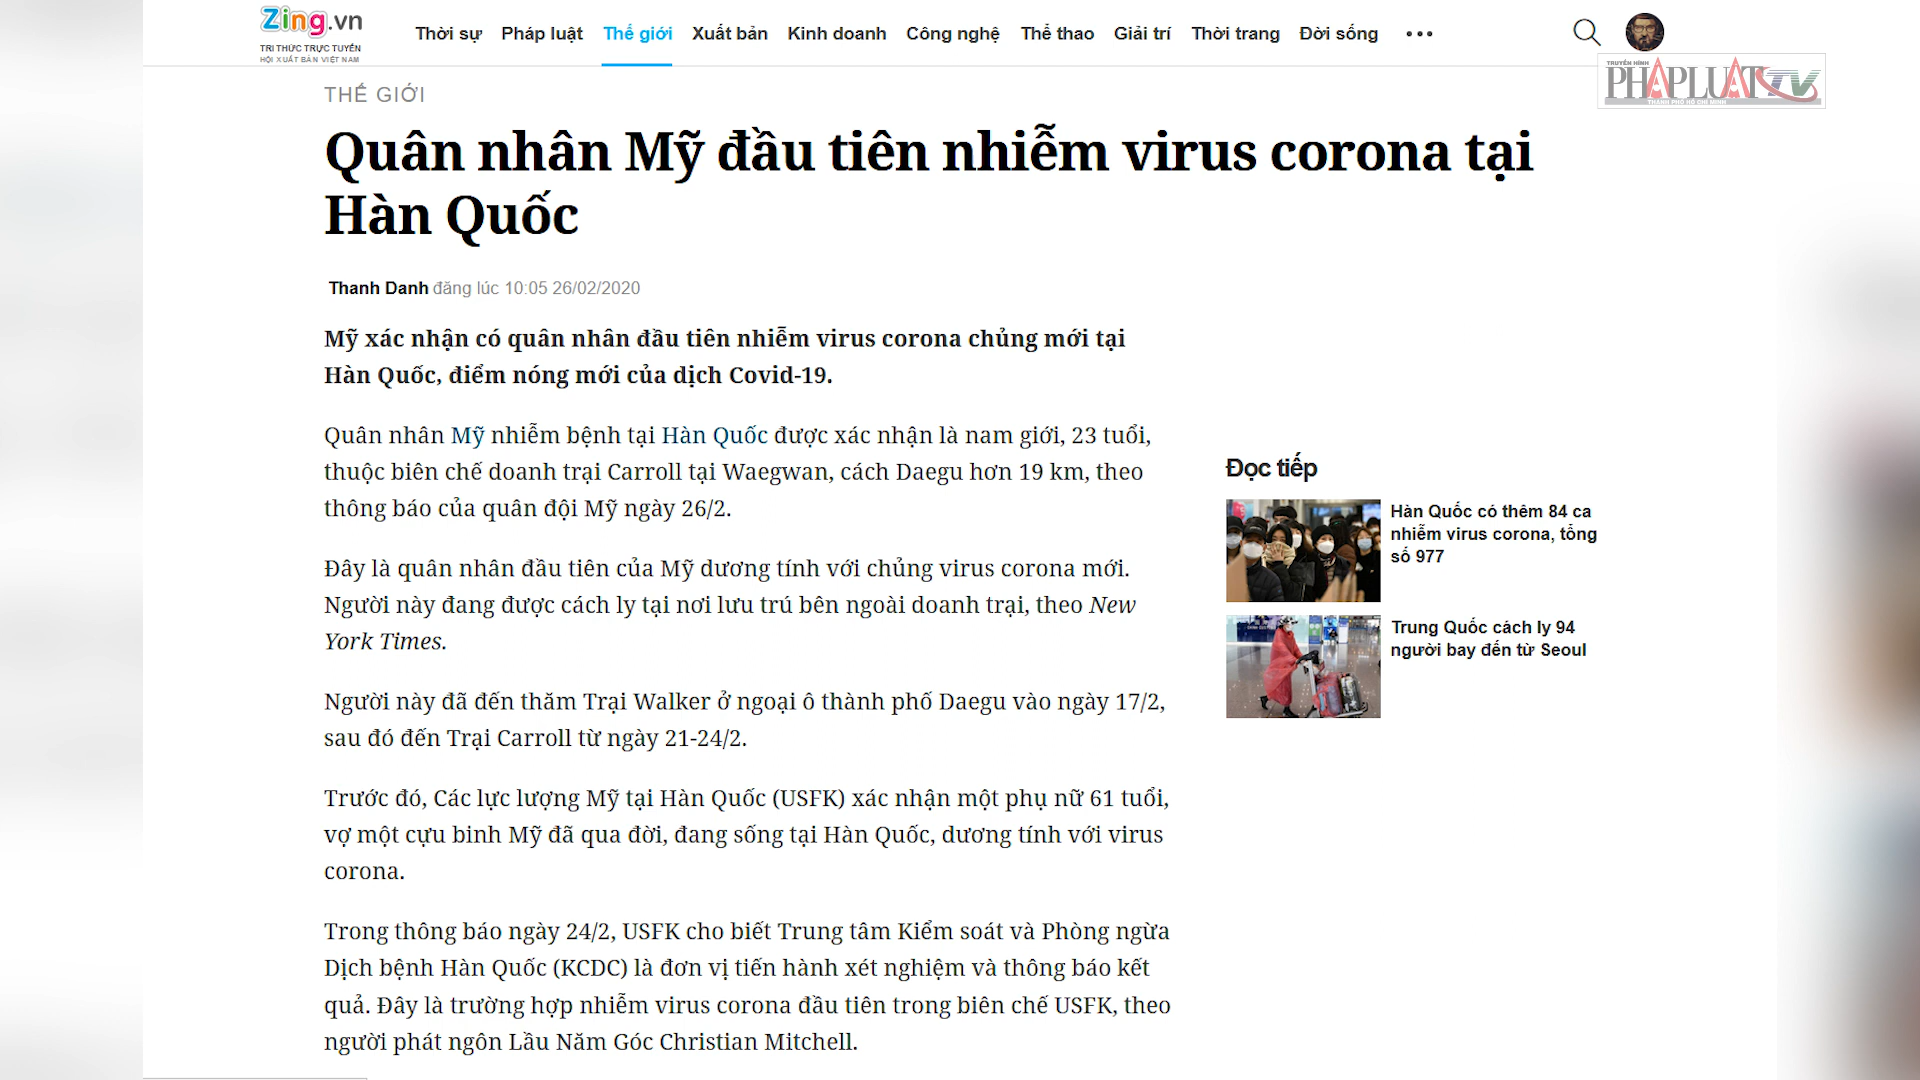 Zing.vn
TRI THỨC TRỰC TUYẾN
HỘI XUẤT BẢN VIỆT NAM
Thời sự Pháp luật Thế giới Xuất bản Kinh doanh Công nghệ Thể thao Giải trí Thời trang Đời sống •••
TRUYỀN HÌNH
PHÁP LUẬT TV
THÀNH PHỐ HỒ CHÍ MINH
THẾ GIỚI
Quân nhân Mỹ đầu tiên nhiễm virus corona tại
Hàn Quốc
Thanh Danh đăng lúc 10:05 26/02/2020
Mỹ xác nhận có quân nhân đầu tiên nhiễm virus corona chủng mới tại
Hàn Quốc, điểm nóng mới của dịch Covid-19.
Quân nhân Mỹ nhiễm bệnh tại Hàn Quốc được xác nhận là nam giới, 23 tuổi,
thuộc biên chế doanh trại Carroll tại Waegwan, cách Daegu hơn 19 km, theo
thông báo của quân đội Mỹ ngày 26/2.
Đây là quân nhân đầu tiên của Mỹ dương tính với chủng virus corona mới.
Người này đang được cách ly tại nơi lưu trú bên ngoài doanh trại, theo New
York Times.
Người này đã đến thăm Trại Walker ở ngoại ô thành phố Daegu vào ngày 17/2,
sau đó đến Trại Carroll từ ngày 21-24/2.
Trước đó, Các lực lượng Mỹ tại Hàn Quốc (USFK) xác nhận một phụ nữ 61 tuổi,
vợ một cựu binh Mỹ đã qua đời, đang sống tại Hàn Quốc, dương tính với virus
corona.
Trong thông báo ngày 24/2, USFK cho biết Trung tâm Kiểm soát và Phòng ngừa
Dịch bệnh Hàn Quốc (KCDC) là đơn vị tiến hành xét nghiệm và thông báo kết
quả. Đây là trường hợp nhiễm virus corona đầu tiên trong biên chế USFK, theo
người phát ngôn Lầu Năm Góc Christian Mitchell.
Đọc tiếp
Hàn Quốc có thêm 84 ca
nhiễm virus corona, tổng
số 977
Trung Quốc cách ly 94
người bay đến từ Seoul